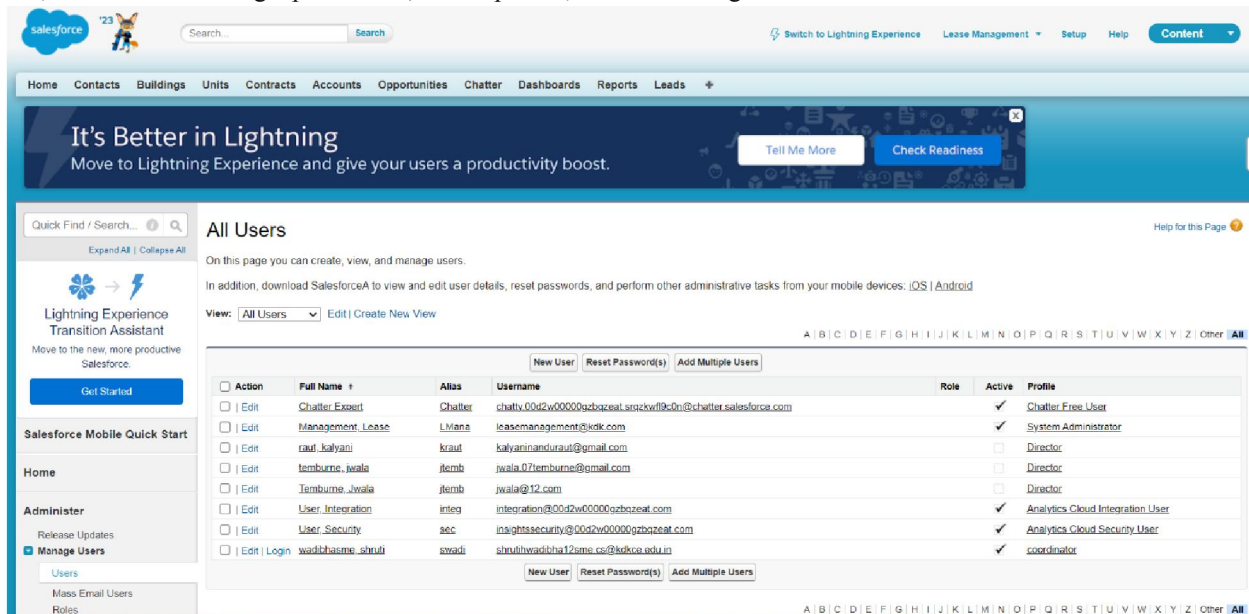 salesforce '23 Search... Search Switch to Lightning Experience Lease Management Setup Help Content
Home Contacts Buildings Units Contracts Accounts Opportunities Chatter Dashboards Reports Leads +
It's Better in Lightning
Move to Lightning Experience and give your users a productivity boost.
Tell Me More Check Readiness X
Quick Find / Search...
Expand All | Collapse All
Lightning Experience
Transition Assistant
Move to the new, more productive
Salesforce.
Get Started
Salesforce Mobile Quick Start
Home
Administer
Release Updates
Manage Users
Users
Mass Email Users
Roles
All Users
Help for this Page
On this page you can create, view, and manage users.
In addition, download SalesforceA to view and edit user details, reset passwords, and perform other administrative tasks from your mobile devices: iOS | Android
View: All Users Edit | Create New View
A | B | C | D | E | F | G | H | I | J | K | L | M | N | O | P | Q | R | S | T | U | V | W | X | Y | Z | Other All
New User Reset Password(s) Add Multiple Users
Action Full Name ↑ Alias Username Role Active Profile
| Edit Chatter Expert Chatter chatty.00d2w00000gzbqzeat.srqzkwfl9c0n@chatter.salesforce.com ✓ Chatter Free User
| Edit Management, Lease LMana leasemanagement@kdk.com ✓ System Administrator
| Edit raut, kalyani kraut kalyaninanduraut@gmail.com Director
| Edit temburne, jwala jtemb jwala.07temburne@gmail.com Director
| Edit Temburne, Jwala jtemb jwala@12.com Director
| Edit User, Integration integ integration@00d2w00000gzbqzeat.com ✓ Analytics Cloud Integration User
| Edit User, Security sec insightssecurity@00d2w00000gzbqzeat.com ✓ Analytics Cloud Security User
| Edit | Login wadibhasme, shruti swadi shrutihwadibha12sme.cs@kdkce.edu.in ✓ coordinator
New User Reset Password(s) Add Multiple Users
A | B | C | D | E | F | G | H | I | J | K | L | M | N | O | P | Q | R | S | T | U | V | W | X | Y | Z | Other All